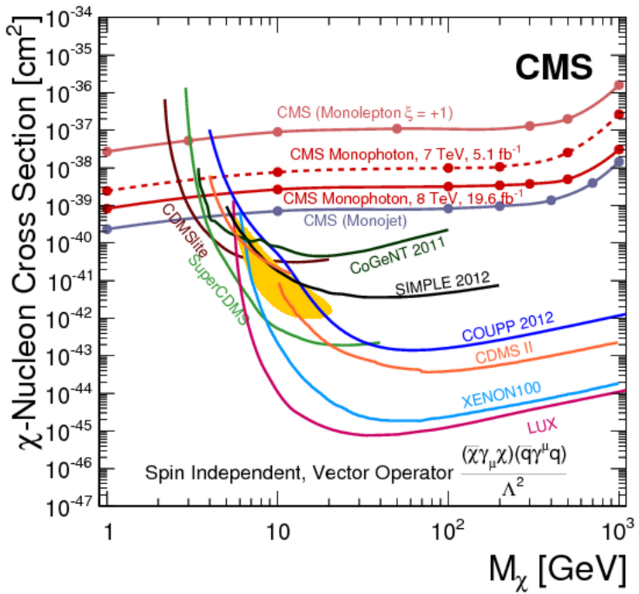 χ-Nucleon Cross Section [cm²]
10⁻³⁴
10⁻³⁵
10⁻³⁶
10⁻³⁷
10⁻³⁸
10⁻³⁹
10⁻⁴⁰
10⁻⁴¹
10⁻⁴²
10⁻⁴³
10⁻⁴⁴
10⁻⁴⁵
10⁻⁴⁶
10⁻⁴⁷
CMS
CMS (Monolepton ξ = +1)
CMS Monophoton, 7 TeV, 5.1 fb⁻¹
CMS Monophoton, 8 TeV, 19.6 fb⁻¹
CMS (Monojet)
CDMSlite
SuperCDMS
CoGeNT 2011
SIMPLE 2012
COUPP 2012
CDMS II
XENON100
LUX
Spin Independent, Vector Operator (χ̅γ_μχ)(q̅γ^μq)
Λ²
1
10
10²
10³
M_χ [GeV]